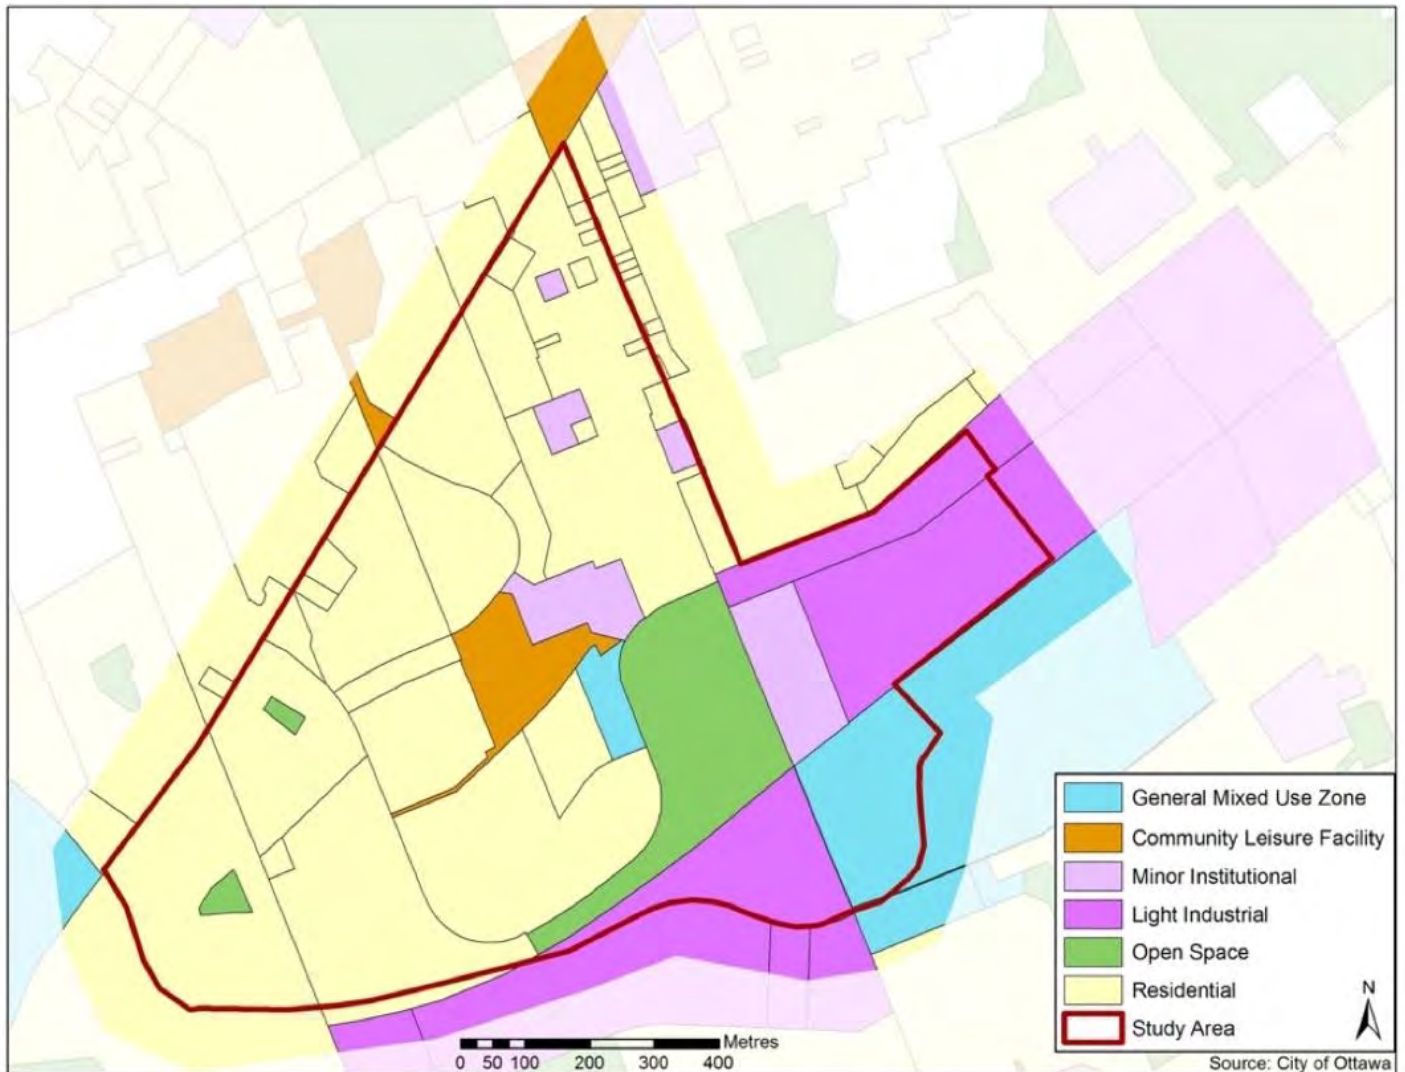 General Mixed Use Zone
Community Leisure Facility
Minor Institutional
Light Industrial
Open Space
Residential
Study Area
N
Metres
0 50 100 200 300 400
Source: City of Ottawa